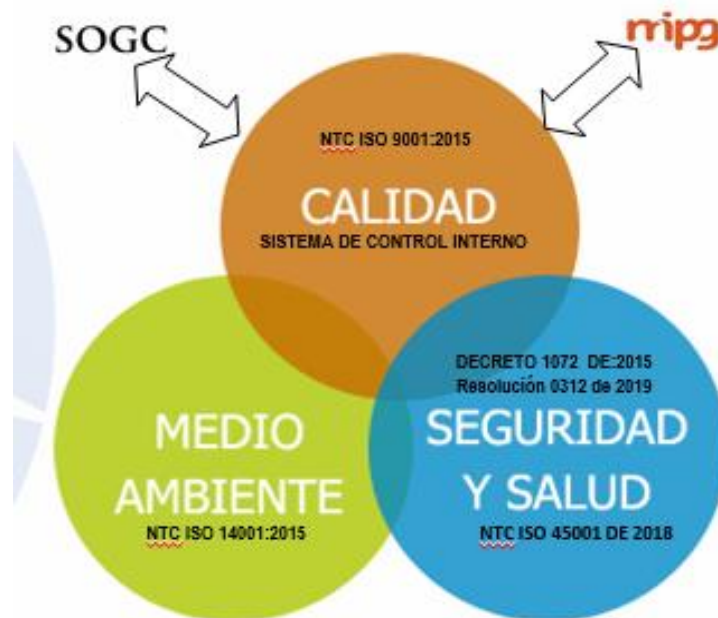 SOGC
mipg
NTC ISO 9001:2015
CALIDAD
SISTEMA DE CONTROL INTERNO
DECRETO 1072 DE:2015
Resolución 0312 de 2019
MEDIO
AMBIENTE
NTC ISO 14001:2015
SEGURIDAD
Y SALUD
NTC ISO 45001 DE 2018